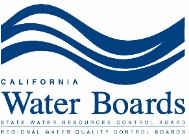 CALIFORNIA
Water Boards
STATE WATER RESOURCES CONTROL BOARD
REGIONAL WATER QUALITY CONTROL BOARDS